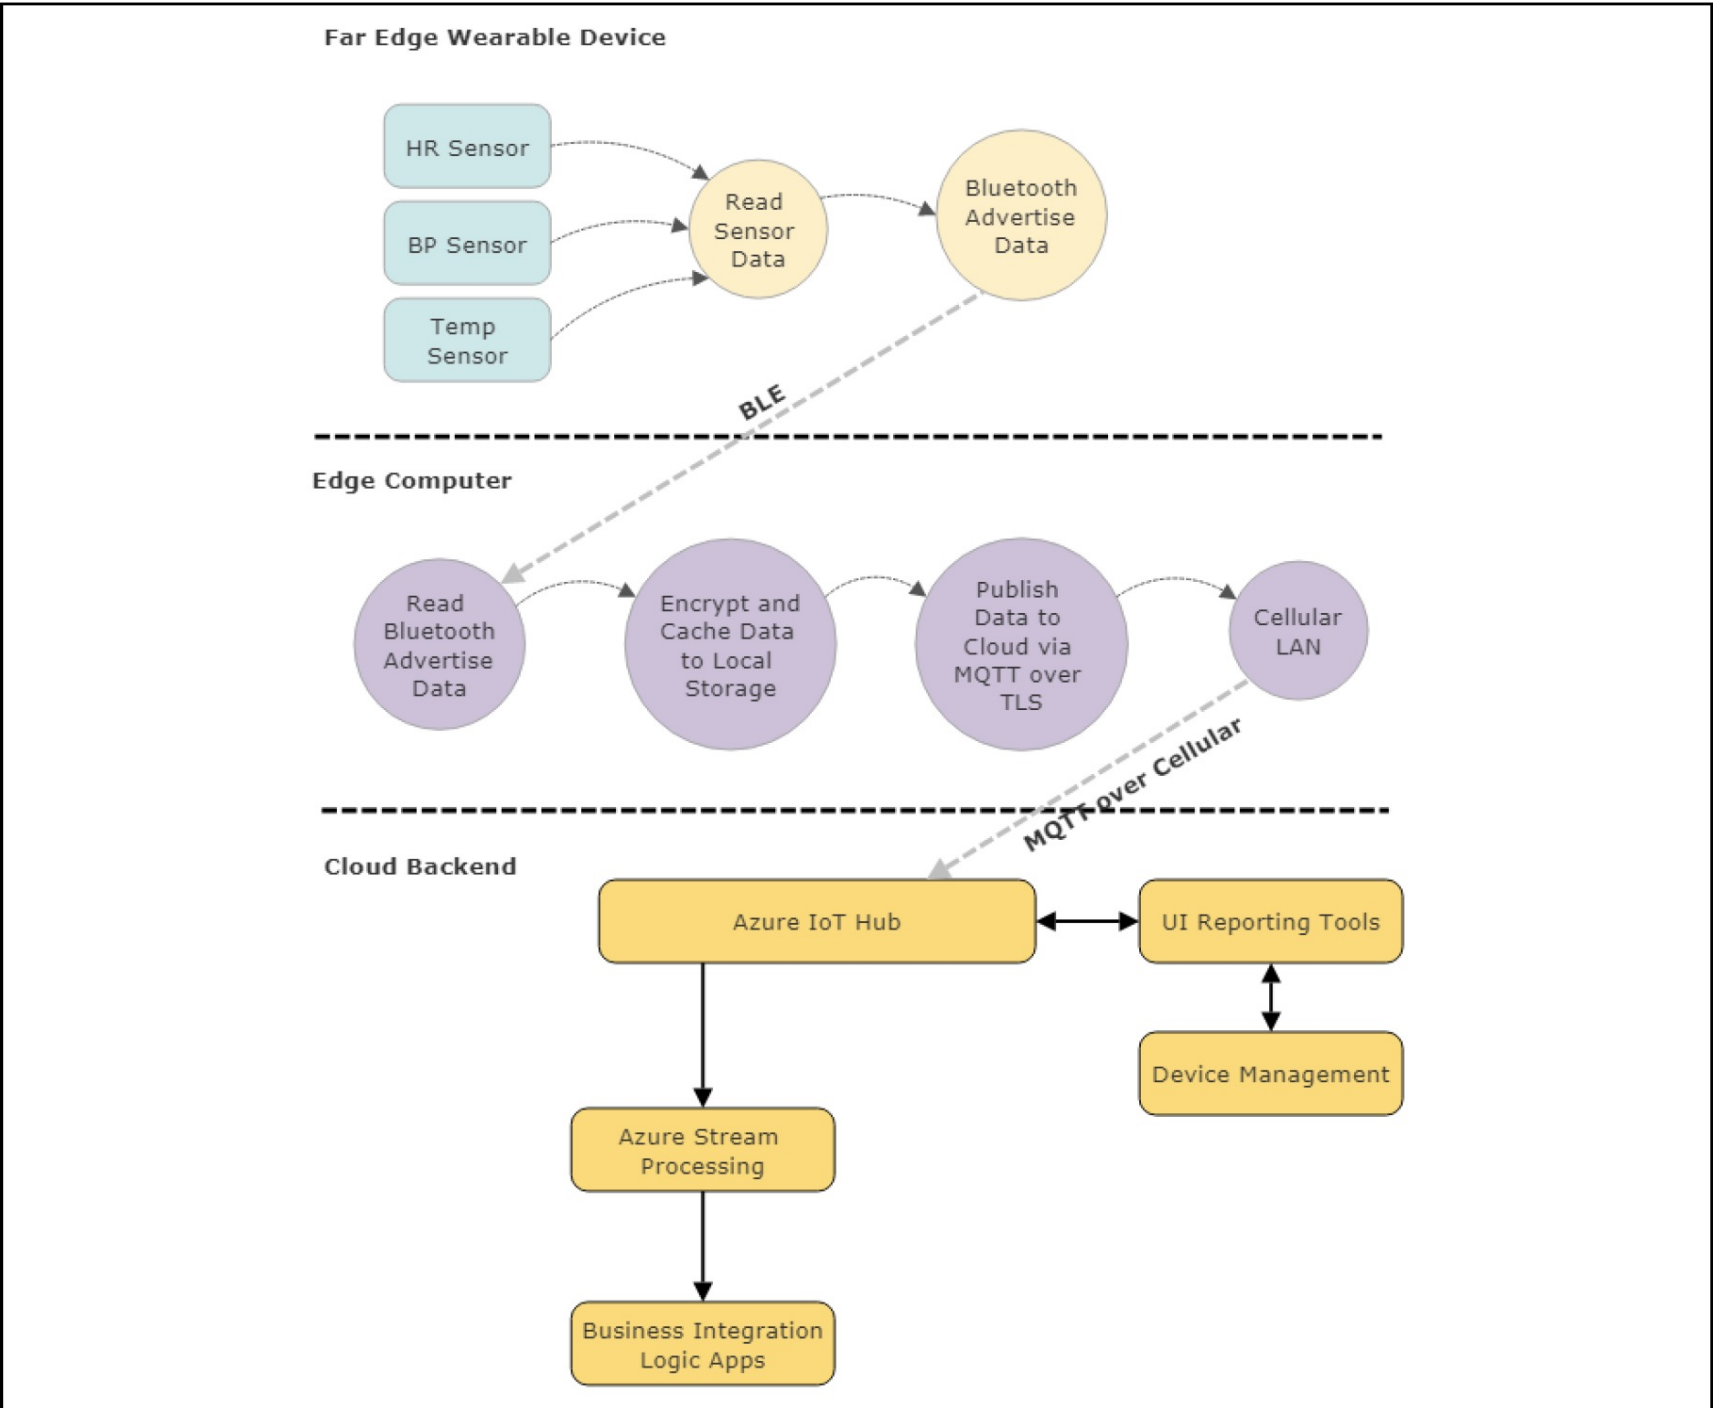 Far Edge Wearable Device
HR Sensor
BP Sensor
Temp
Sensor
Read
Sensor
Data
Bluetooth
Advertise
Data
BLE
Edge Computer
Read
Bluetooth
Advertise
Data
Encrypt and
Cache Data
to Local
Storage
Publish
Data to
Cloud via
MQTT over
TLS
Cellular
LAN
MQTT over Cellular
Cloud Backend
Azure IoT Hub
UI Reporting Tools
Device Management
Azure Stream
Processing
Business Integration
Logic Apps